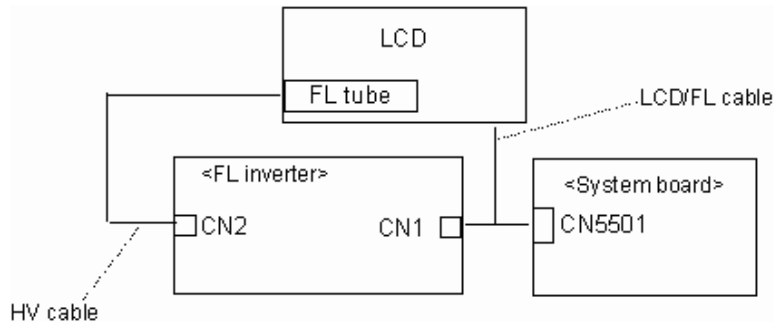 LCD
FL tube
LCD/FL cable
<FL inverter>
<System board>
CN2
CN1
CN5501
HV cable